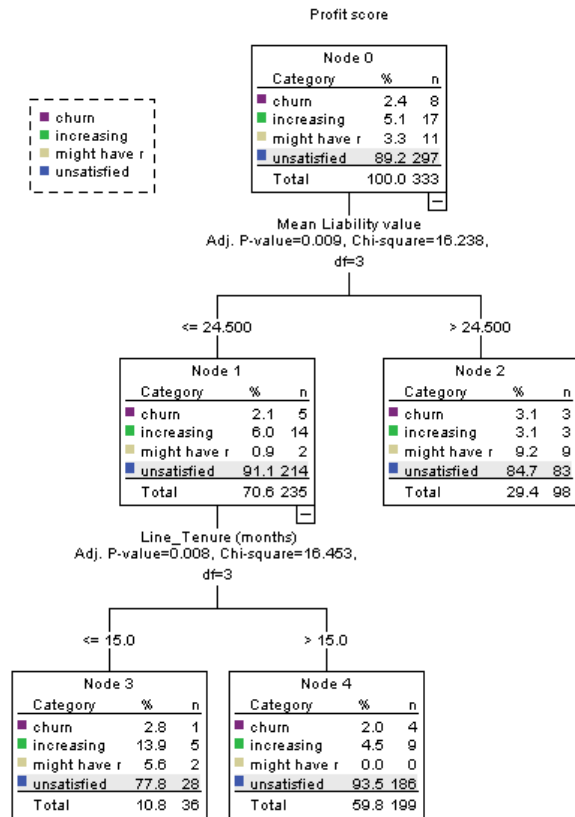 Profit score
churn
increasing
might have r
unsatisfied
Node 0
Category % n
churn 2.4 8
increasing 5.1 17
might have r 3.3 11
unsatisfied 89.2 297
Total 100.0 333
Mean Liability value
Adj. P-value=0.009, Chi-square=16.238,
df=3
<= 24.500
> 24.500
Node 1
Category % n
churn 2.1 5
increasing 6.0 14
might have r 0.9 2
unsatisfied 91.1 214
Total 70.6 235
Node 2
Category % n
churn 3.1 3
increasing 3.1 3
might have r 9.2 9
unsatisfied 84.7 83
Total 29.4 98
Line_Tenure (months)
Adj. P-value=0.008, Chi-square=16.453,
df=3
<= 15.0
> 15.0
Node 3
Category % n
churn 2.8 1
increasing 13.9 5
might have r 5.6 2
unsatisfied 77.8 28
Total 10.8 36
Node 4
Category % n
churn 2.0 4
increasing 4.5 9
might have r 0.0 0
unsatisfied 93.5 186
Total 59.8 199